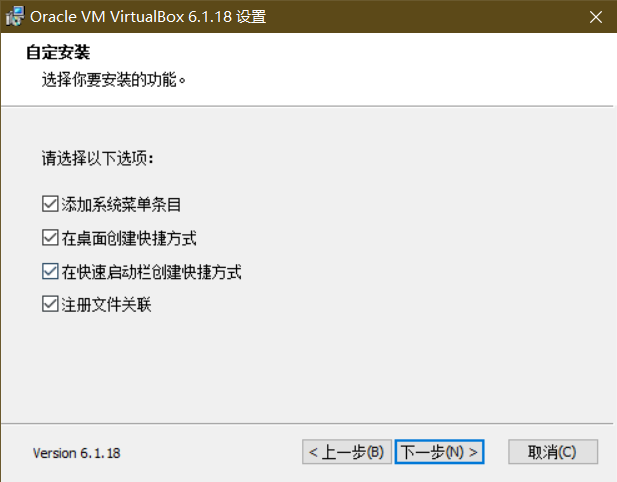 Oracle VM VirtualBox 6.1.18 设置
自定安装
选择你要安装的功能。
请选择以下选项：
添加系统菜单条目
在桌面创建快捷方式
在快速启动栏创建快捷方式
注册文件关联
Version 6.1.18
< 上一步(B)
下一步(N) >
取消(C)